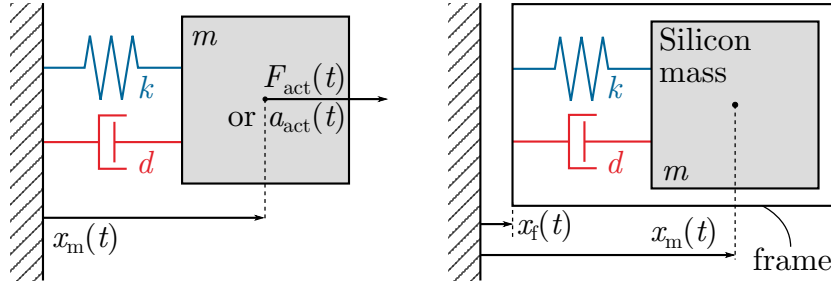 m
k
F_act(t)
or a_act(t)
d
x_m(t)
Silicon
mass
k
d
m
x_f(t)
x_m(t)
frame